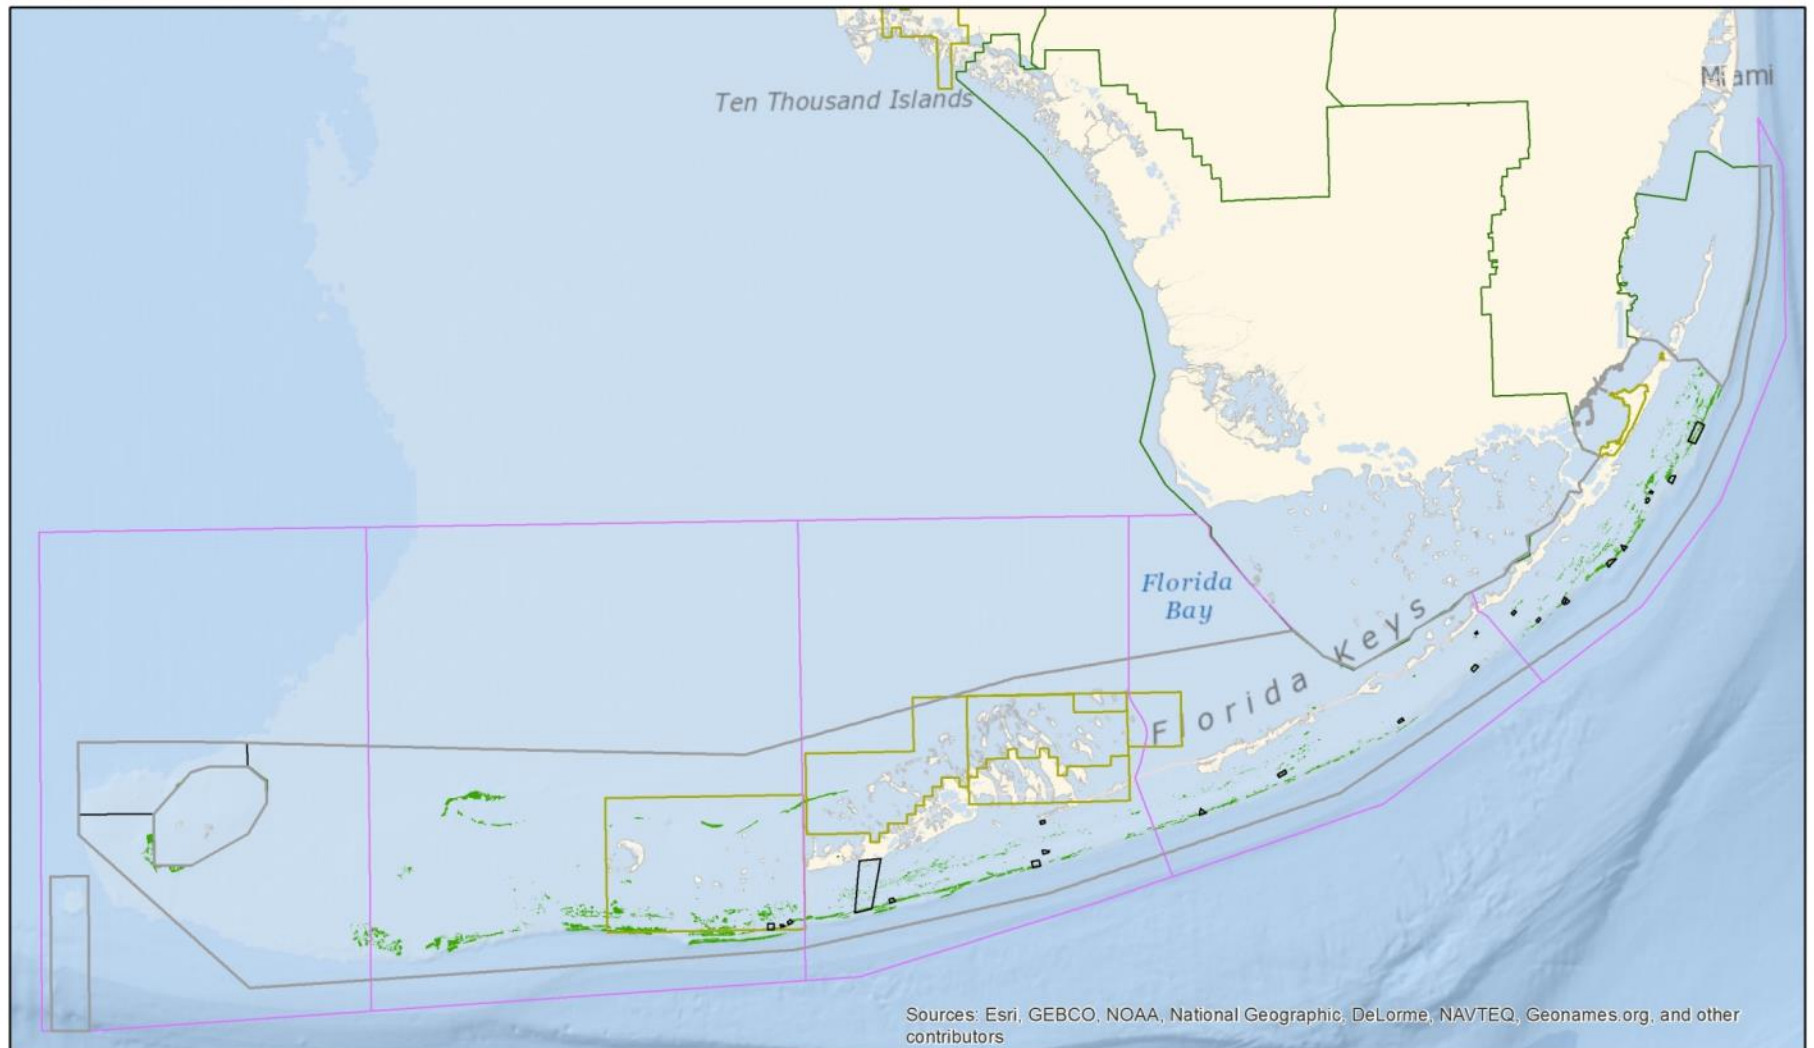 Miami
Ten Thousand Islands
Florida
Bay
Florida Keys
Sources: Esri, GEBCO, NOAA, National Geographic, DeLorme, NAVTEQ, Geonames.org, and other
contributors